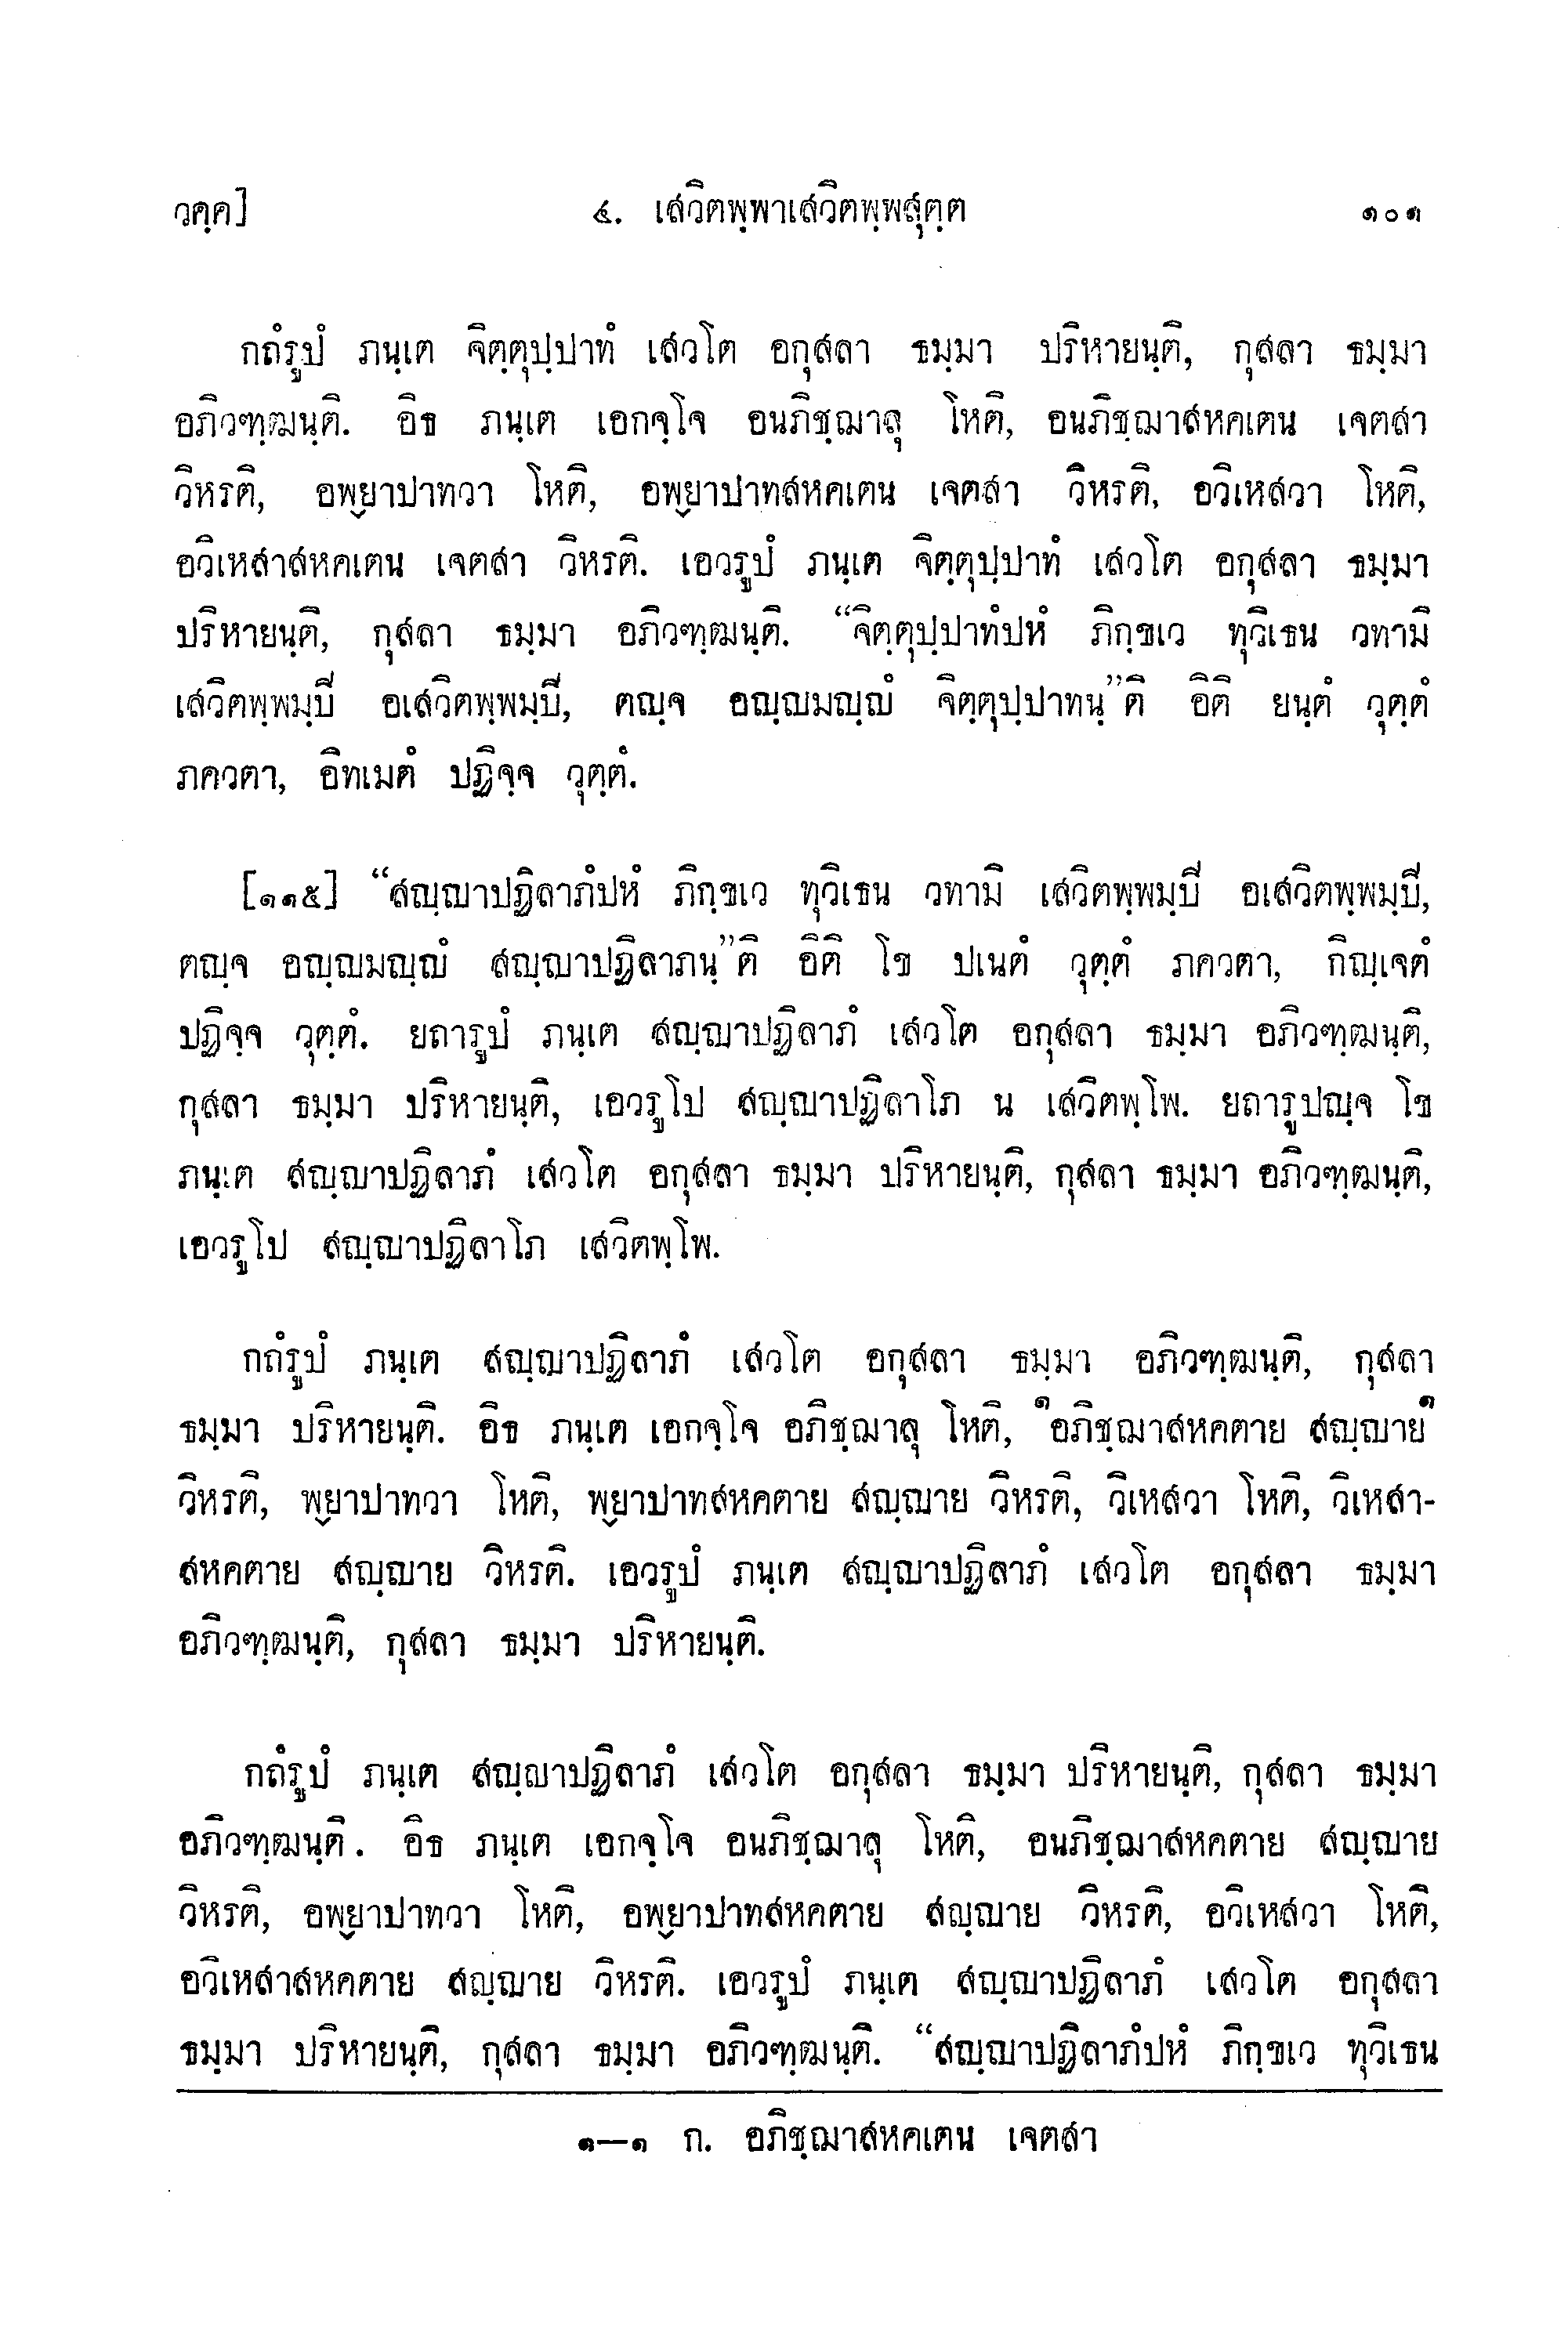 วคฺค]
๔. เสวิตพฺพาเสวิตพฺพสุตฺต
๑๐๑
กถํรูปํ ภนฺเต จิตฺตุปฺปาทํ เสวโต อกุสลา ธมฺมา ปริหายนฺติ, กุสลา ธมฺมา
อภิวฑฺฒนฺติ. อิธ ภนฺเต เอกจฺโจ อนภิชฺฌาลุ โหติ, อนภิชฺฌาสหคเตน เจตสา
วิหรติ, อพฺยาปาทวา โหติ, อพฺยาปาทสหคเตน เจตสา วิหรติ, อวิเหสวา โหติ,
อวิเหสาสหคเตน เจตสา วิหรติ. เอวรูปํ ภนฺเต จิตฺตุปฺปาทํ เสวโต อกุสลา ธมฺมา
ปริหายนฺติ, กุสลา ธมฺมา อภิวฑฺฒนฺติ. “จิตฺตุปฺปาทํปหํ ภิกฺขเว ทุวิเธน วทามิ
เสวิตพฺพมฺปิ อเสวิตพฺพมฺปิ, ตญฺจ อญฺญมญฺญํ จิตฺตุปฺปาทนฺ”ติ อิติ ยนฺตํ วุตฺตํ
ภควตา, อิทเมตํ ปฏิจฺจ วุตฺตํ.
[๑๑๕] “สญฺญาปฏิลาภํปหํ ภิกฺขเว ทุวิเธน วทามิ เสวิตพฺพมฺปิ อเสวิตพฺพมฺปิ,
ตญฺจ อญฺญมญฺญํ สญฺญาปฏิลาภนฺ”ติ อิติ โข ปเนตํ วุตฺตํ ภควตา, กิญฺเจตํ
ปฏิจฺจ วุตฺตํ. ยถารูปํ ภนฺเต สญฺญาปฏิลาภํ เสวโต อกุสลา ธมฺมา อภิวฑฺฒนฺติ,
กุสลา ธมฺมา ปริหายนฺติ, เอวรูโป สญฺญาปฏิลาโภ น เสวิตพฺโพ. ยถารูปญฺจ โข
ภนฺเต สญฺญาปฏิลาภํ เสวโต อกุสลา ธมฺมา ปริหายนฺติ, กุสลา ธมฺมา อภิวฑฺฒนฺติ,
เอวรูโป สญฺญาปฏิลาโภ เสวิตพฺโพ.
กถํรูปํ ภนฺเต สญฺญาปฏิลาภํ เสวโต อกุสลา ธมฺมา อภิวฑฺฒนฺติ, กุสลา
ธมฺมา ปริหายนฺติ. อิธ ภนฺเต เอกจฺโจ อภิชฺฌาลุ โหติ, ๑อภิชฺฌาสหคตาย สญฺญาย๑
วิหรติ, พฺยาปาทวา โหติ, พฺยาปาทสหคตาย สญฺญาย วิหรติ, วิเหสวา โหติ, วิเหสา-
สหคตาย สญฺญาย วิหรติ. เอวรูปํ ภนฺเต สญฺญาปฏิลาภํ เสวโต อกุสลา ธมฺมา
อภิวฑฺฒนฺติ, กุสลา ธมฺมา ปริหายนฺติ.
กถํรูปํ ภนฺเต สญฺญาปฏิลาภํ เสวโต อกุสลา ธมฺมา ปริหายนฺติ, กุสลา ธมฺมา
อภิวฑฺฒนฺติ. อิธ ภนฺเต เอกจฺโจ อนภิชฺฌาลุ โหติ, อนภิชฺฌาสหคตาย สญฺญาย
วิหรติ, อพฺยาปาทวา โหติ, อพฺยาปาทสหคตาย สญฺญาย วิหรติ, อวิเหสวา โหติ,
อวิเหสาสหคตาย สญฺญาย วิหรติ. เอวรูปํ ภนฺเต สญฺญาปฏิลาภํ เสวโต อกุสลา
ธมฺมา ปริหายนฺติ, กุสลา ธมฺมา อภิวฑฺฒนฺติ. “สญฺญาปฏิลาภํปหํ ภิกฺขเว ทุวิเธน
๑—๑ ก. อภิชฺฌาสหคเตน เจตสา